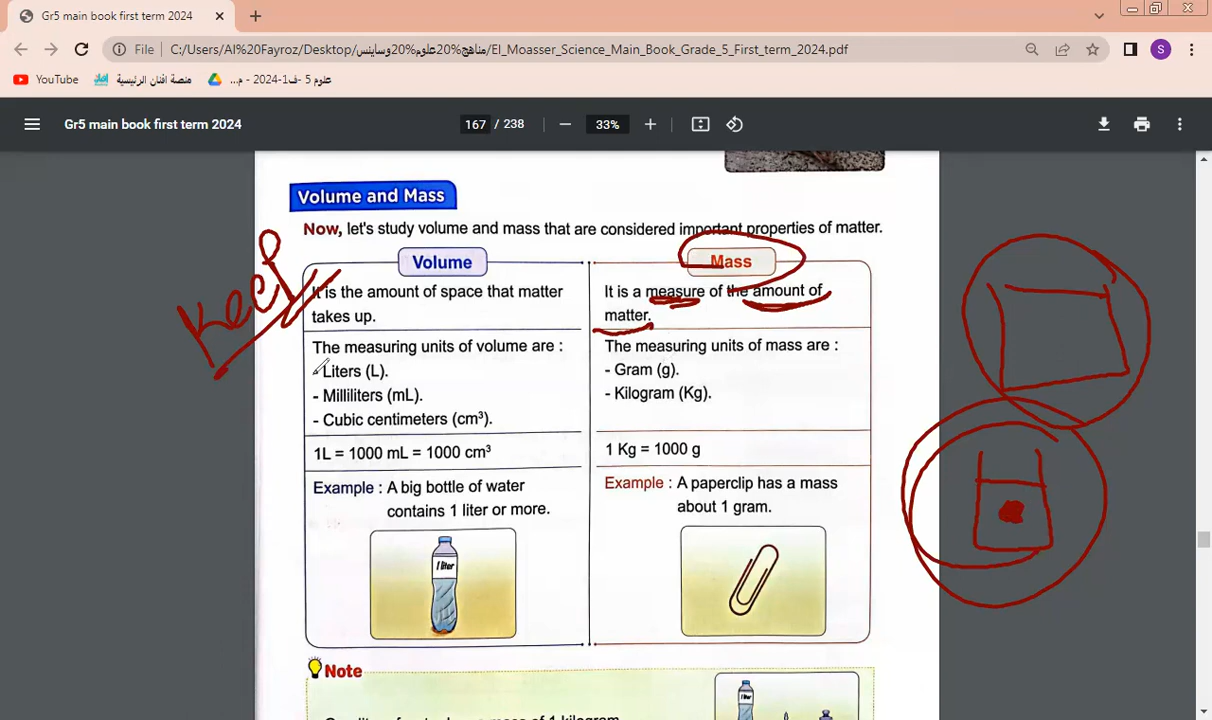 Gr5 main book first term 2024
File C:/Users/Al%20Fayroz/Desktop/مناهج%20علوم%20وساينس/El_Moasser_Science_Main_Book_Grade_5_First_term_2024.pdf
S
YouTube
منصة افنان الرئيسية
علوم 5 -ف1-2024 - م...
Gr5 main book first term 2024
167 / 238
33%
Volume and Mass
Now, let's study volume and mass that are considered important properties of matter.
Volume
It is the amount of space that matter
takes up.
The measuring units of volume are :
- Liters (L).
- Milliliters (mL).
- Cubic centimeters (cm³).
1L = 1000 mL = 1000 cm³
Example : A big bottle of water
contains 1 liter or more.
1 liter
Mass
It is a measure of the amount of
matter.
The measuring units of mass are :
- Gram (g).
- Kilogram (Kg).
1 Kg = 1000 g
Example : A paperclip has a mass
about 1 gram.
Note
1 liter